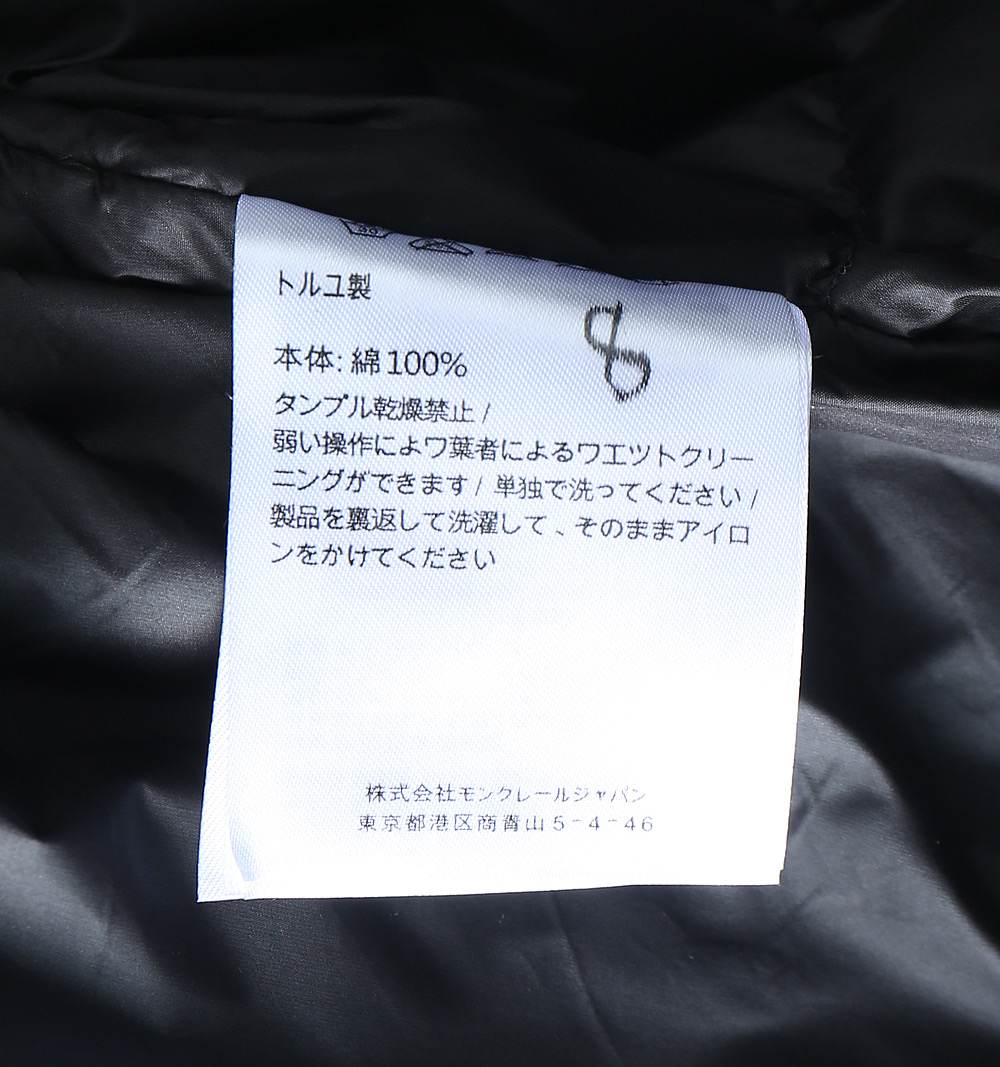 トルユ製
8
本体: 綿 100%
タンプル乾燥禁止 /
弱い操作によワ葉者によるワエツトクリー
ニングができます / 単独で洗ってください /
製品を裏返して洗濯して、そのままアイロ
ンをかけてください
株式会社モンクレールジャパン
東京都港区商胥山5-4-46